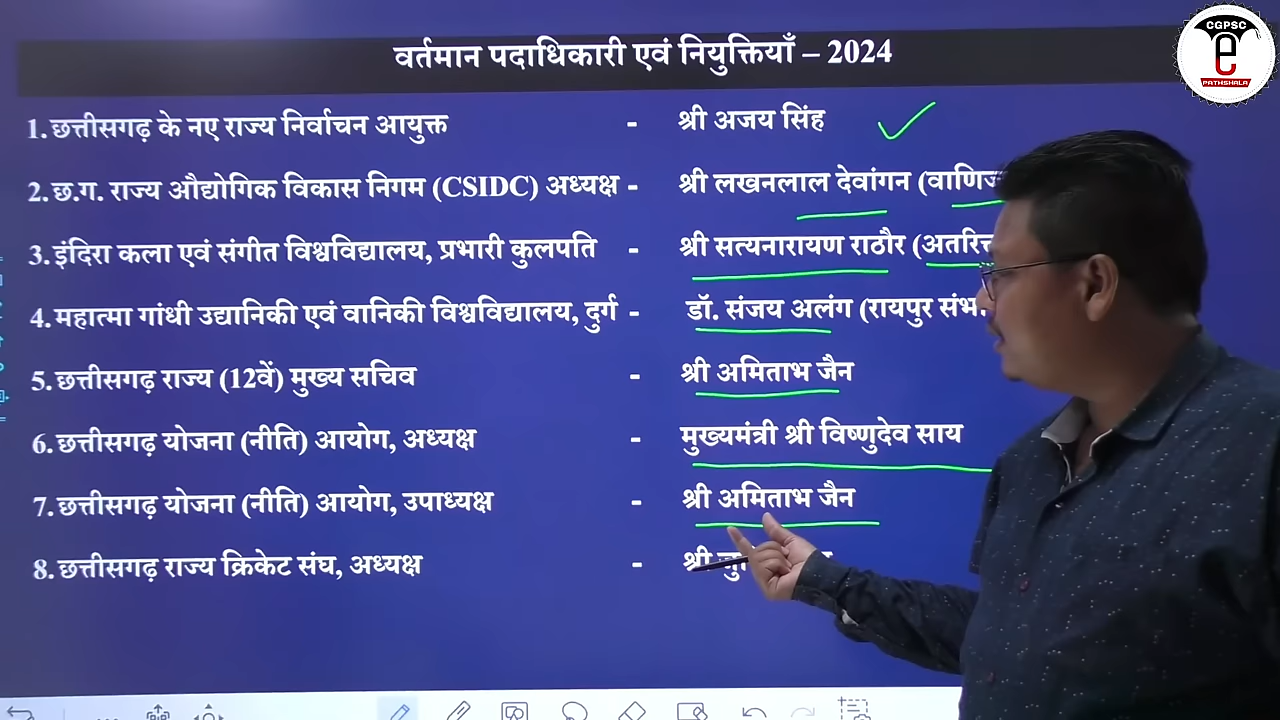 CGPSC
e
PATHSHALA
वर्तमान पदाधिकारी एवं नियुक्तियाँ – 2024
1. छत्तीसगढ़ के नए राज्य निर्वाचन आयुक्त - श्री अजय सिंह
2. छ.ग. राज्य औद्योगिक विकास निगम (CSIDC) अध्यक्ष - श्री लखनलाल देवांगन
3. इंदिरा कला एवं संगीत विश्वविद्यालय, प्रभारी कुलपति - श्री सत्यनारायण राठौर
4. महात्मा गांधी उद्यानिकी एवं वानिकी विश्वविद्यालय, दुर्ग - डॉ. संजय अलंग (रायपुर
5. छत्तीसगढ़ राज्य (12वें) मुख्य सचिव - श्री अमिताभ जैन
6. छत्तीसगढ़ योजना (नीति) आयोग, अध्यक्ष - मुख्यमंत्री श्री विष्णुदेव साय
7. छत्तीसगढ़ योजना (नीति) आयोग, उपाध्यक्ष - श्री अमिताभ जैन
8. छत्तीसगढ़ राज्य क्रिकेट संघ, अध्यक्ष - श्री